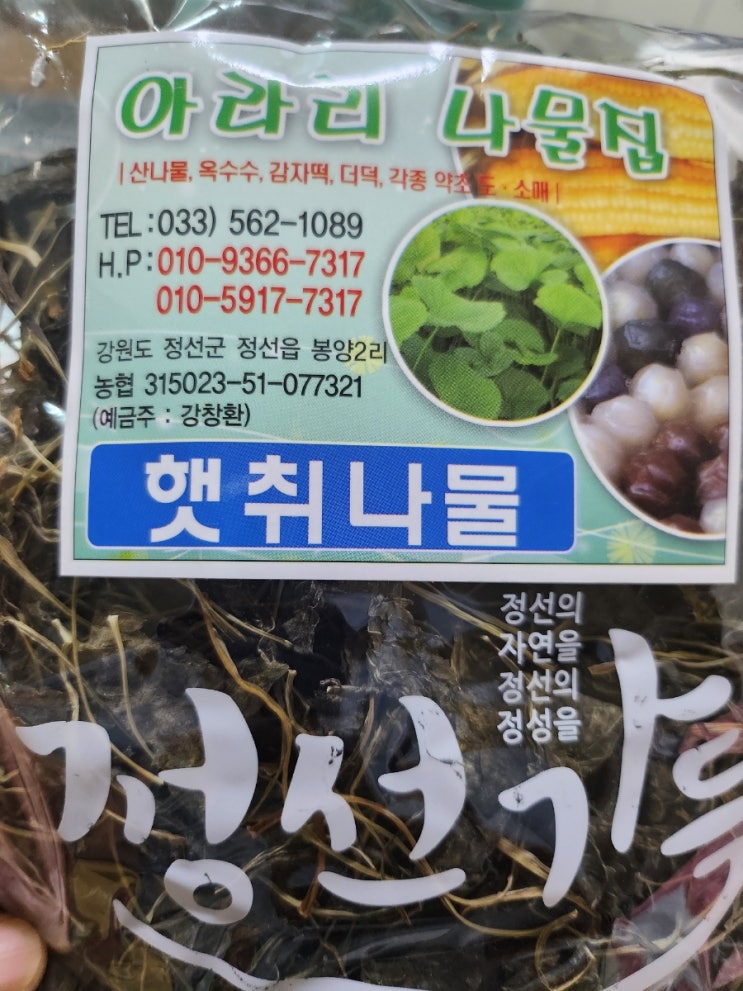 아라리 나물집
| 산나물, 옥수수, 감자떡, 더덕, 각종 약초 도·소매 |
TEL:033) 562-1089
H.P:010-9366-7317
010-5917-7317
강원도 정선군 정선읍 봉양2리
농협 315023-51-077321
(예금주 : 강창환)
햇취나물
정선의
자연을
정선의
정성을
정선가득